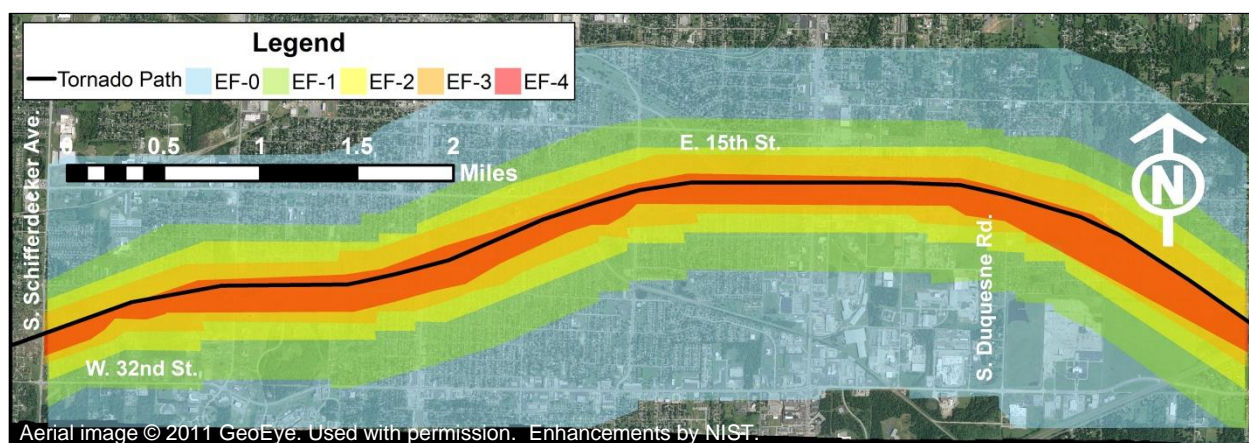 Legend
Tornado Path EF-0 EF-1 EF-2 EF-3 EF-4
S. Schifferdecker Ave.
0 0.5 1 1.5 2
Miles
E. 15th St.
N
S. Duquesne Rd.
W. 32nd St.
Aerial image © 2011 GeoEye. Used with permission. Enhancements by NIST.